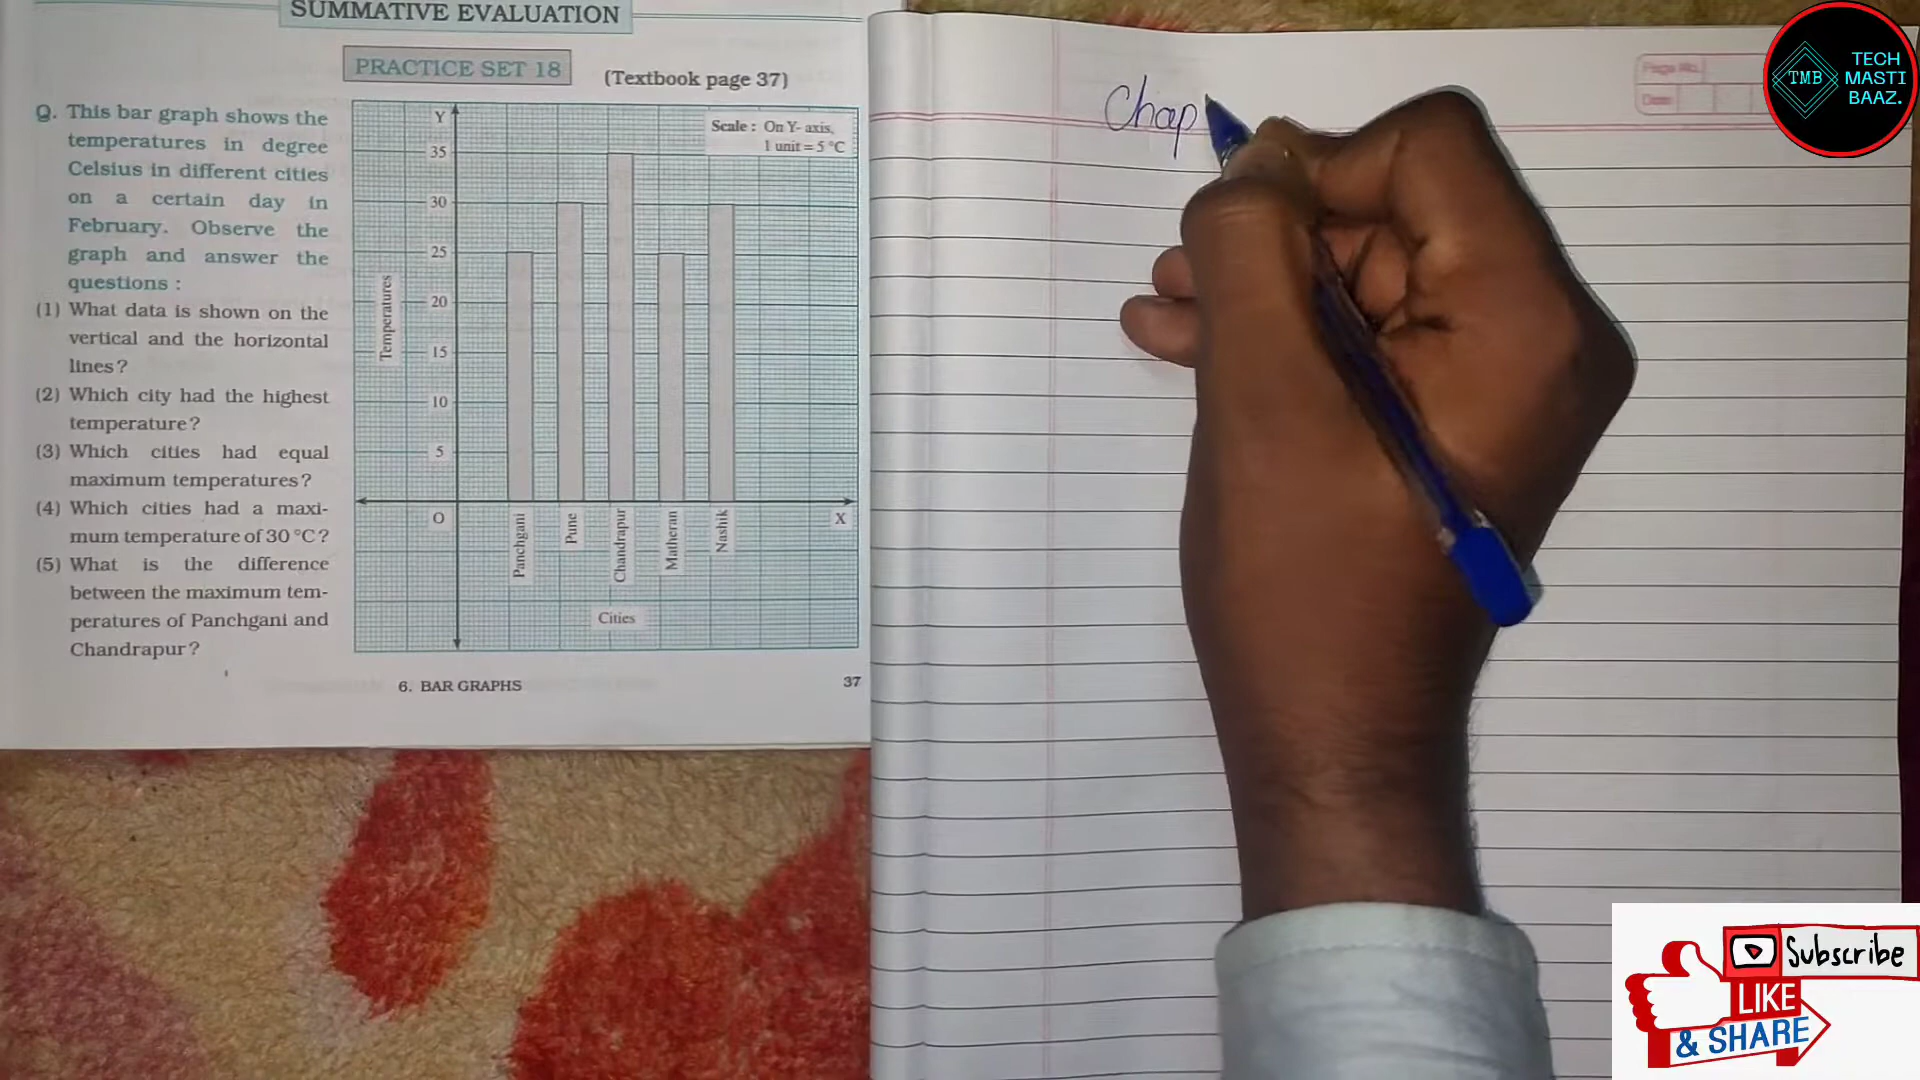 SUMMATIVE EVALUATION
PRACTICE SET 18
(Textbook page 37)
Q. This bar graph shows the
temperatures in degree
Celsius in different cities
on a certain day in
February. Observe the
graph and answer the
questions :
(1) What data is shown on the
vertical and the horizontal
lines?
(2) Which city had the highest
temperature?
(3) Which cities had equal
maximum temperatures?
(4) Which cities had a maxi-
mum temperature of 30 °C?
(5) What is the difference
between the maximum tem-
peratures of Panchgani and
Chandrapur?
Y
Scale : On Y- axis,
1 unit = 5 °C
35
30
25
20
15
10
5
O
X
Temperatures
Panchgani
Pune
Chandrapur
Matheran
Nashik
Cities
6. BAR GRAPHS
37
Chap
Page No.
Date
TMB
TECH
MASTI
BAAZ.
Subscribe
LIKE
& SHARE